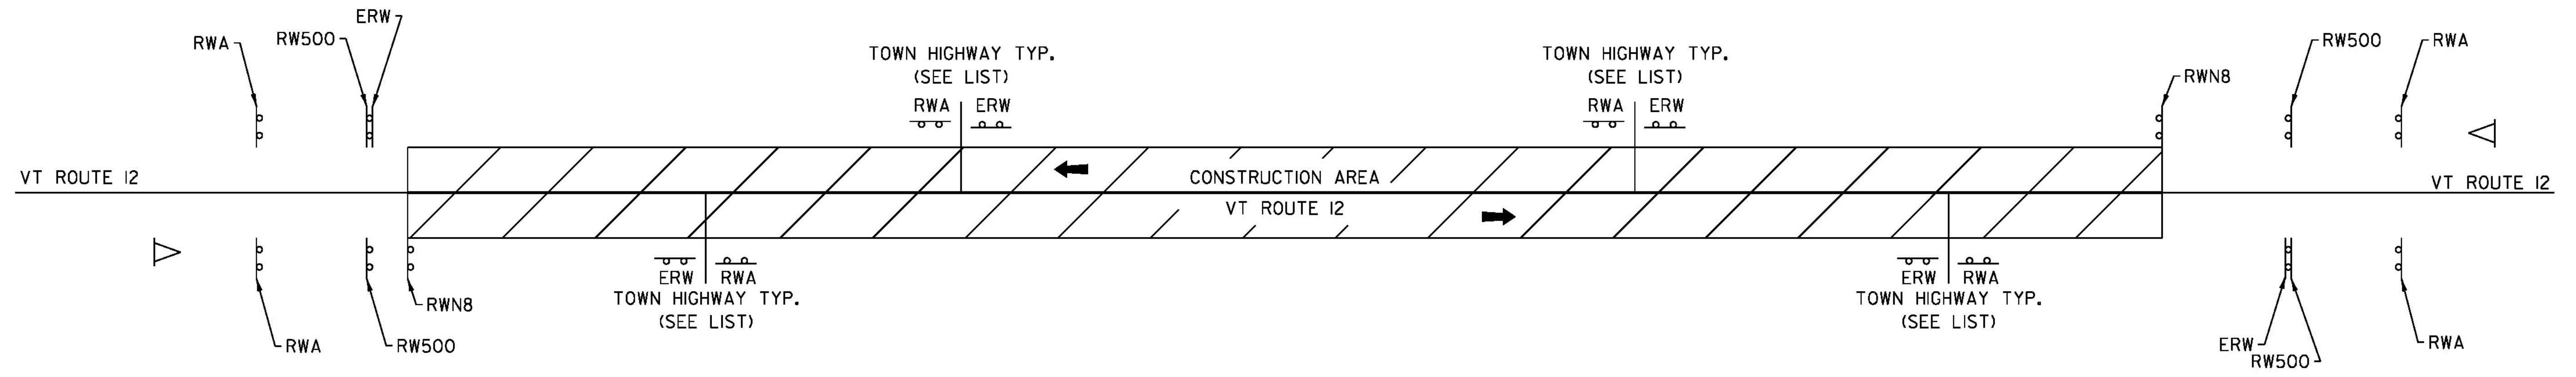 ERW
RW500
RWA
TOWN HIGHWAY TYP.
(SEE LIST)
RWA ERW
TOWN HIGHWAY TYP.
(SEE LIST)
RWA ERW
RW500
RWA
RWN8
VT ROUTE 12
CONSTRUCTION AREA
VT ROUTE 12
VT ROUTE 12
ERW RWA
TOWN HIGHWAY TYP.
(SEE LIST)
ERW RWA
TOWN HIGHWAY TYP.
(SEE LIST)
RWN8
RWA
RW500
ERW
RW500
RWA